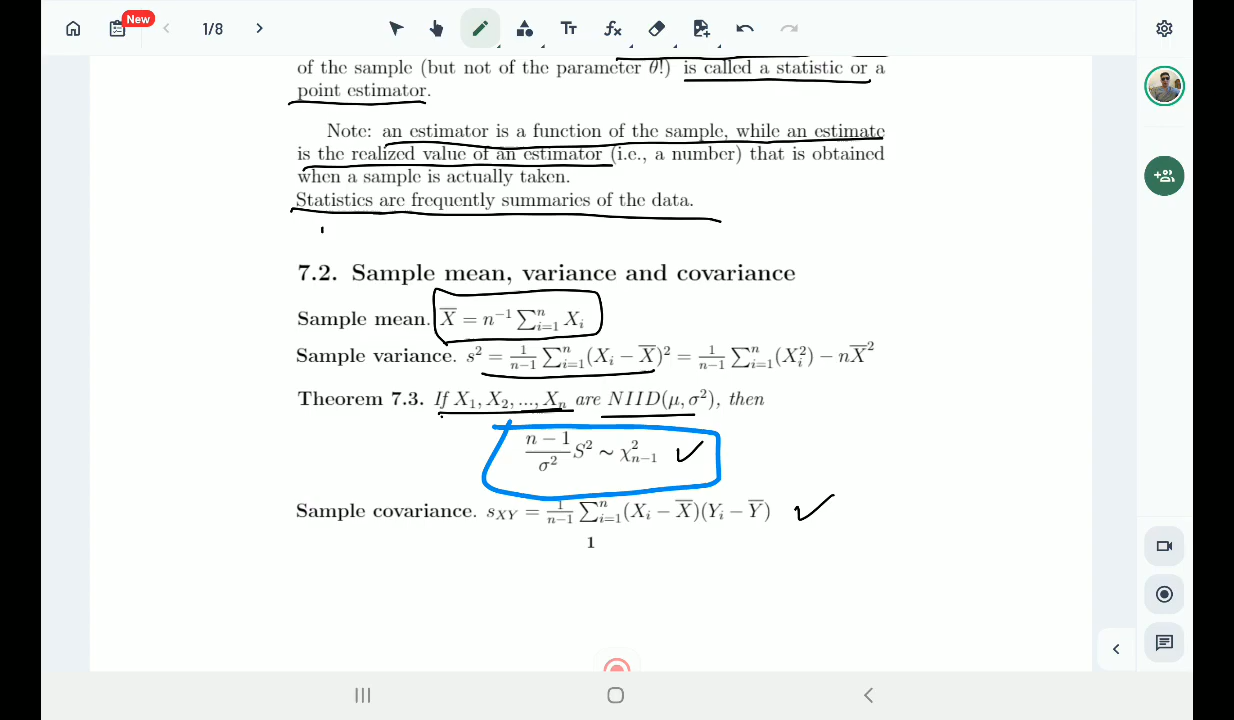 New
1/8
of the sample (but not of the parameter θ!) is called a statistic or a
point estimator.
Note: an estimator is a function of the sample, while an estimate
is the realized value of an estimator (i.e., a number) that is obtained
when a sample is actually taken.
Statistics are frequently summaries of the data.
7.2. Sample mean, variance and covariance
Sample mean. X̅ = n⁻¹ ∑ⁿᵢ₌₁ Xᵢ
Sample variance. s² = 1/(n−1) ∑ⁿᵢ₌₁(Xᵢ − X̅)² = 1/(n−1) ∑ⁿᵢ₌₁(Xᵢ²) − nX̅²
Theorem 7.3. If X₁, X₂, ..., Xₙ are NIID(μ, σ²), then
(n − 1)/σ² S² ∼ χ²ₙ₋₁
Sample covariance. s_XY = 1/(n−1) ∑ⁿᵢ₌₁(Xᵢ − X̅)(Yᵢ − Y̅)
1